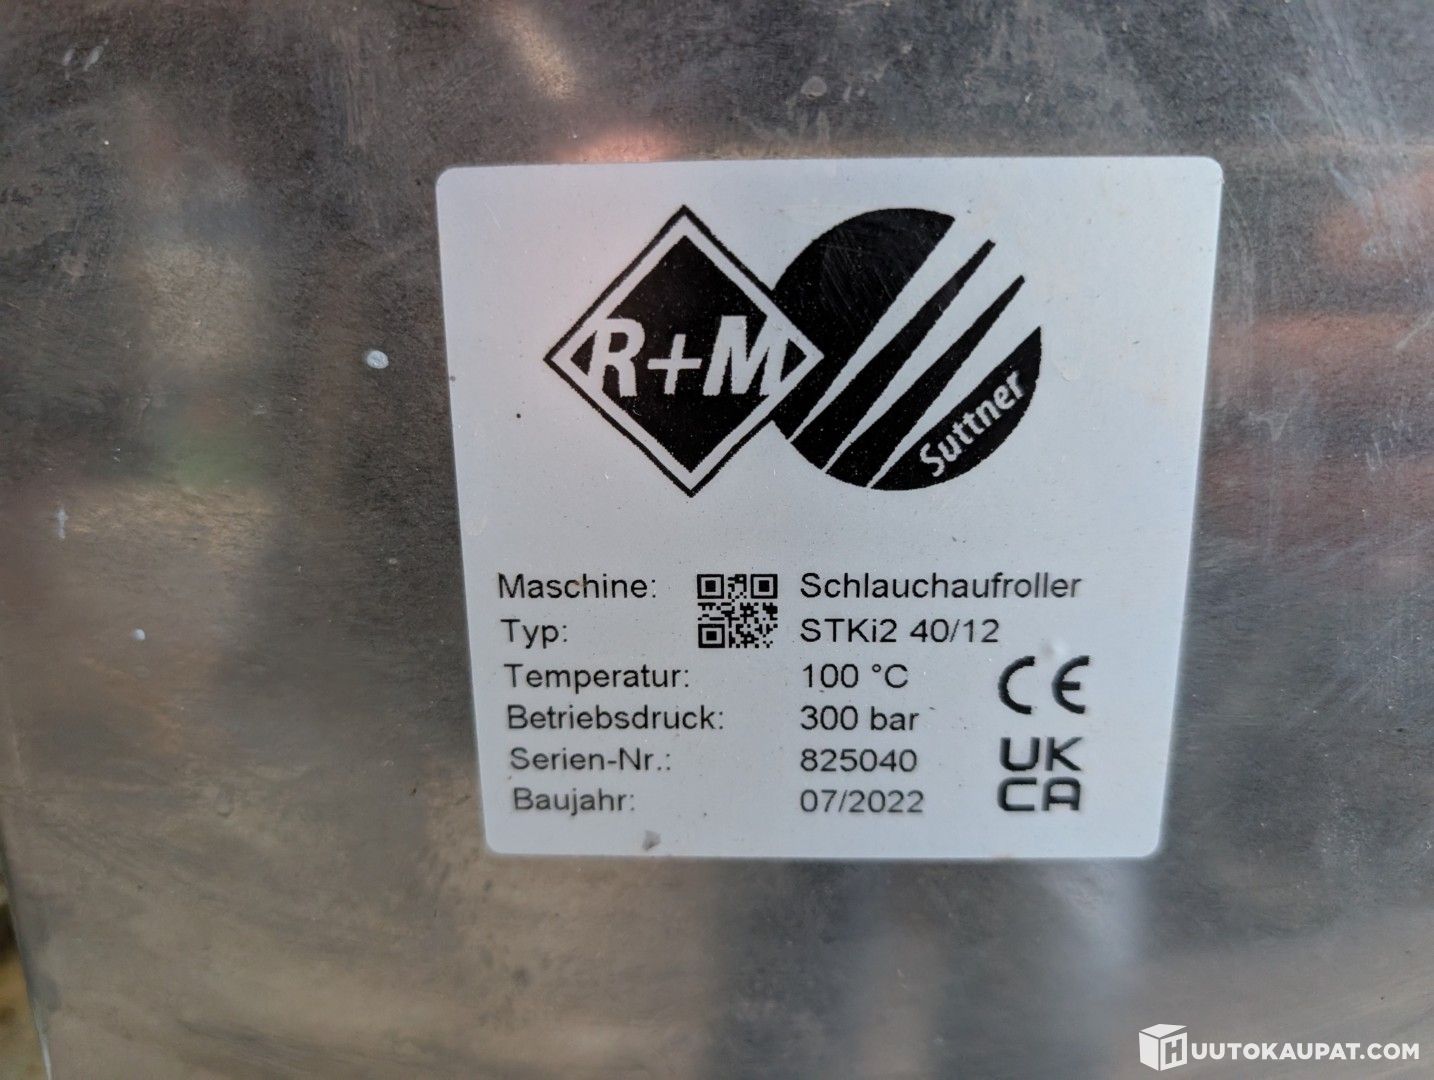 R+M
Suttner
Maschine: Schlauchaufroller
Typ: STKi2 40/12
Temperatur: 100 °C
Betriebsdruck: 300 bar
Serien-Nr.: 825040
Baujahr: 07/2022
CE
UK
CA
HUUTOKAUPAT.COM